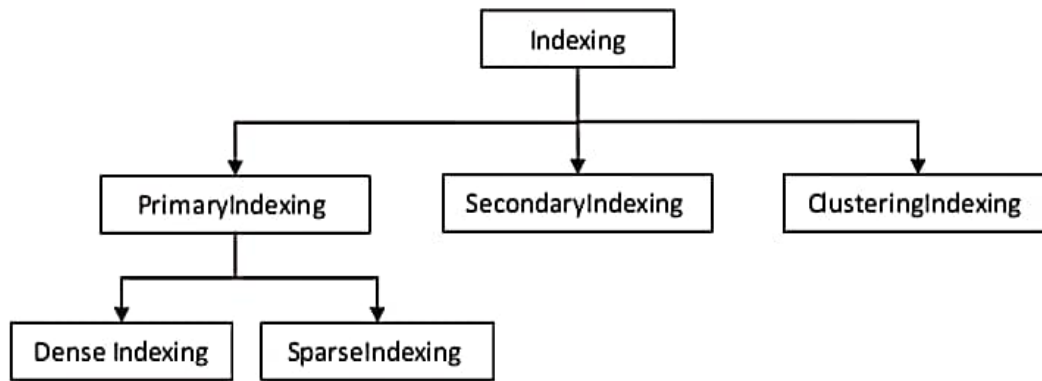 Indexing
PrimaryIndexing
SecondaryIndexing
ClusteringIndexing
Dense Indexing
SparseIndexing